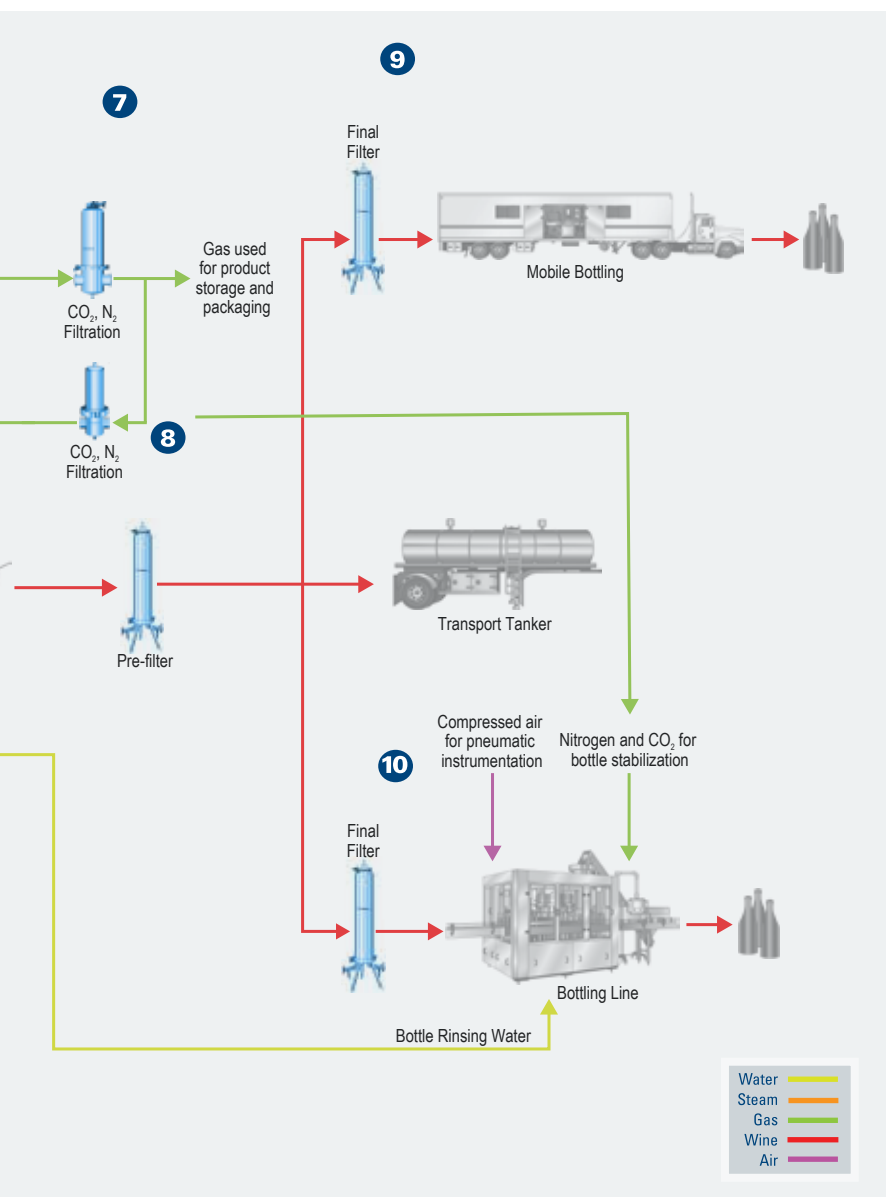 9
7
Final
Filter
Gas used
for product
storage and
packaging
Mobile Bottling
CO₂, N₂
Filtration
8
CO₂, N₂
Filtration
Transport Tanker
Pre-filter
Compressed air
for pneumatic
instrumentation
Nitrogen and CO₂ for
bottle stabilization
10
Final
Filter
Bottling Line
Bottle Rinsing Water
Water
Steam
Gas
Wine
Air